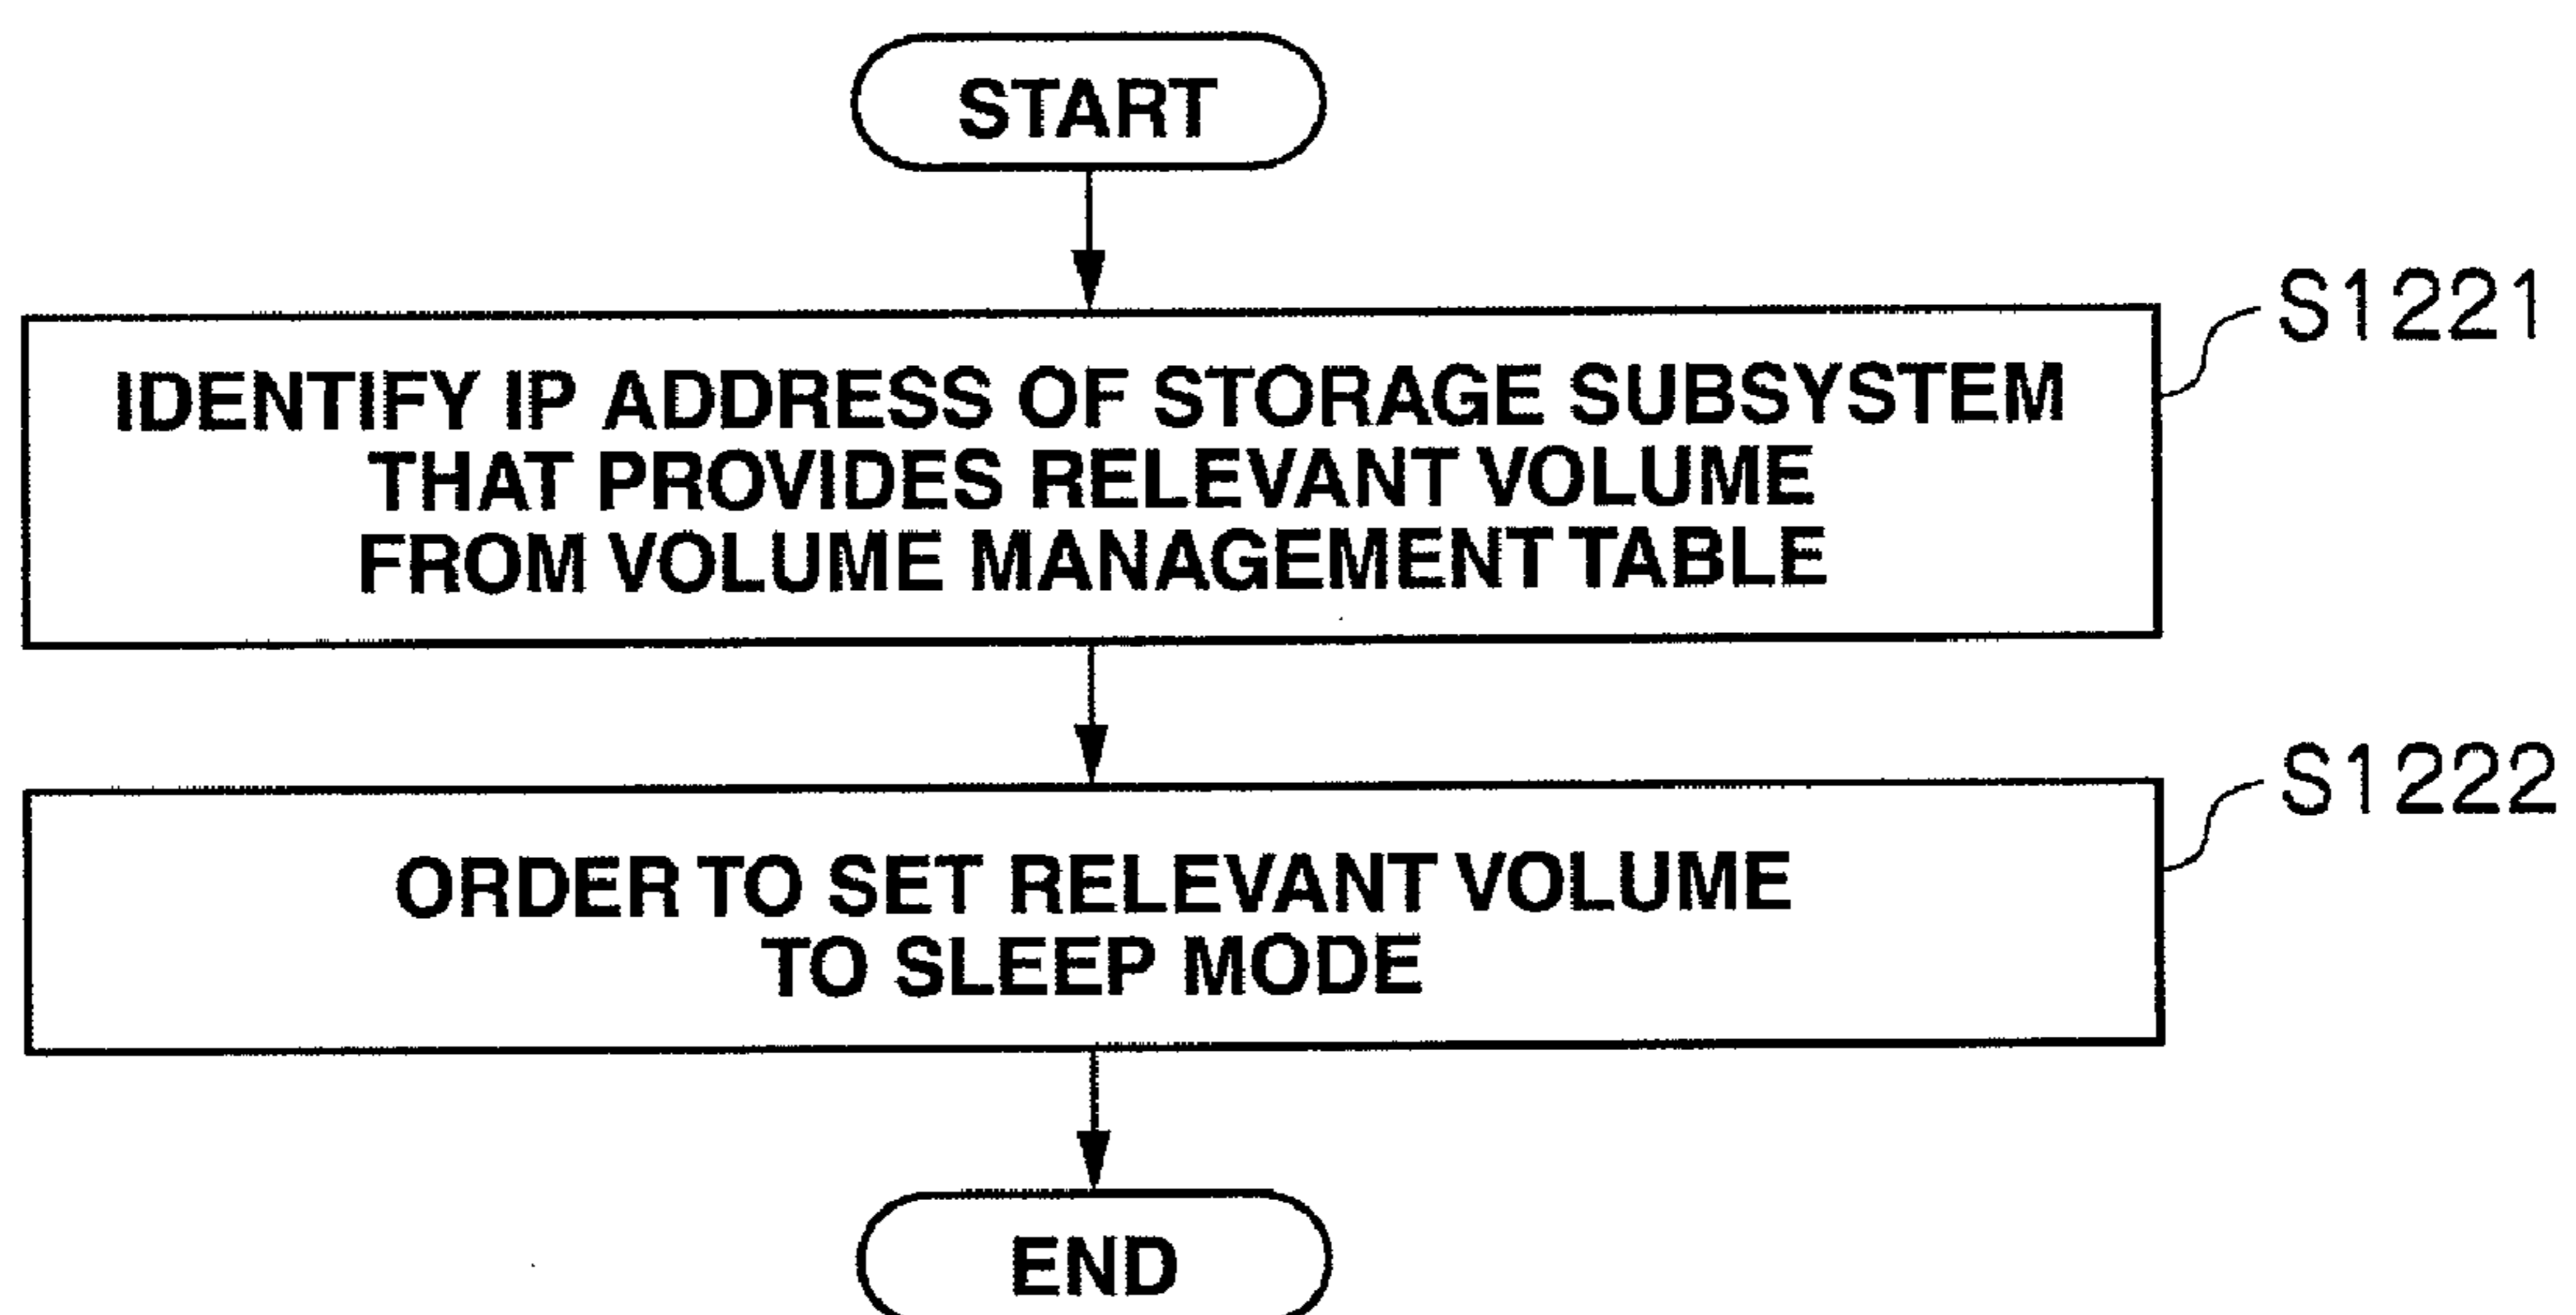 START
S1221
IDENTIFY IP ADDRESS OF STORAGE SUBSYSTEM
THAT PROVIDES RELEVANT VOLUME
FROM VOLUME MANAGEMENT TABLE
S1222
ORDER TO SET RELEVANT VOLUME
TO SLEEP MODE
END